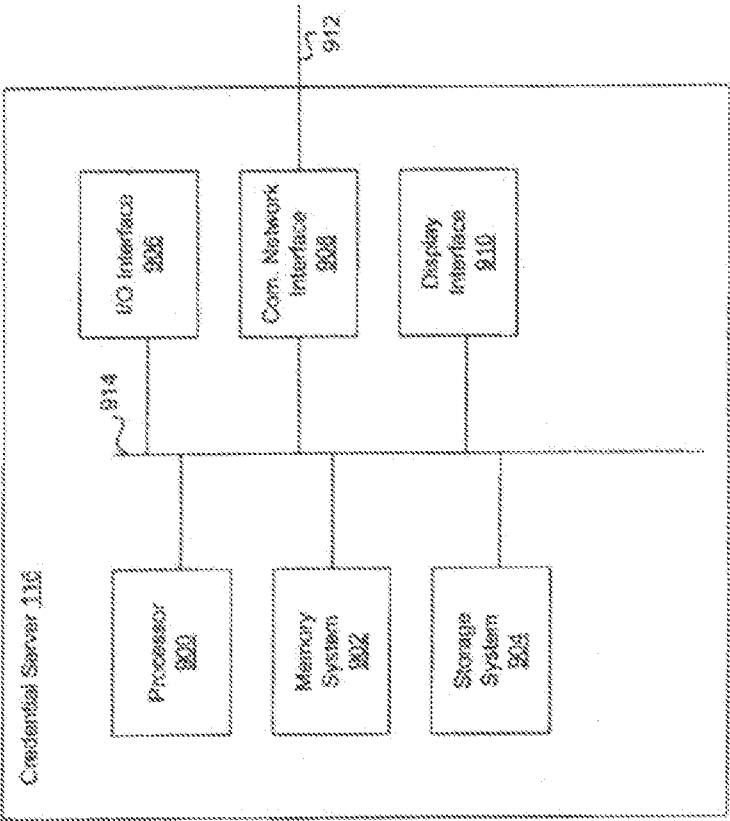 Credential Server 116
Processor
900
Memory
System
902
Storage
System
904
914
I/O Interface
906
Com. Network
Interface
908
Display
Interface
910
912